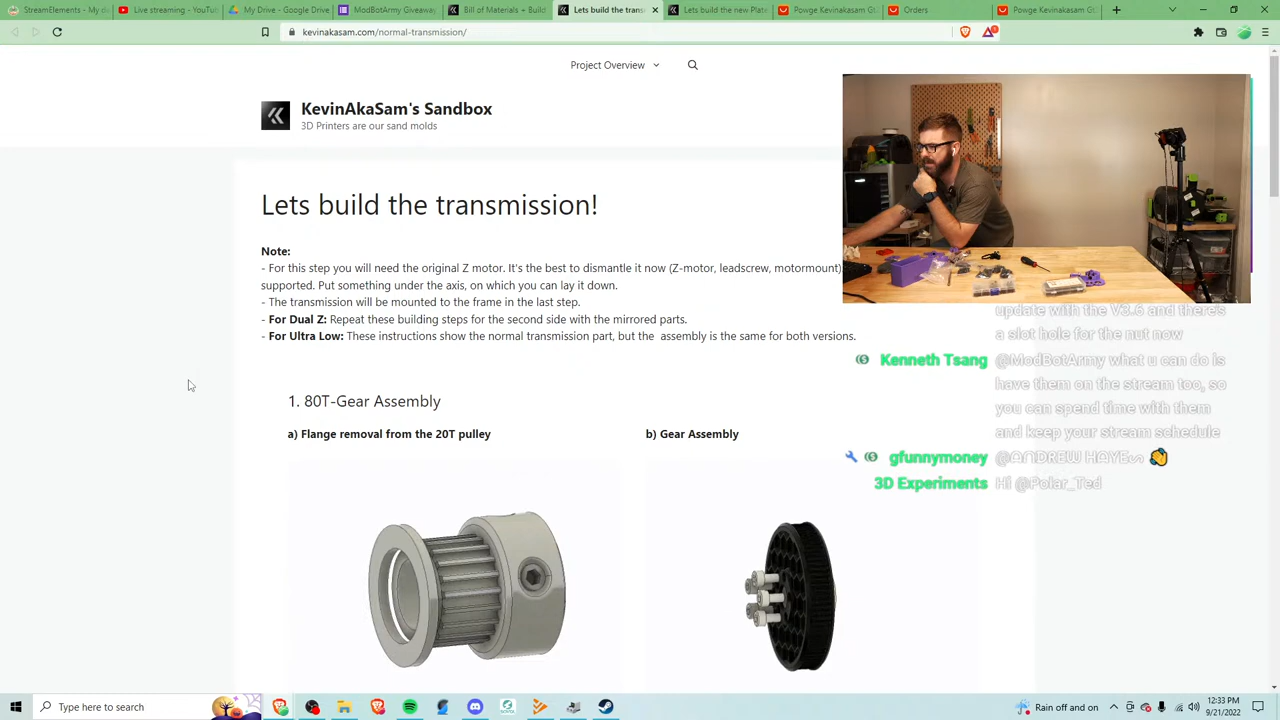 StreamElements - My da
Live streaming - YouTu
My Drive - Google Drive
ModBotArmy Giveaway
Bill of Materials + Build
Lets build the transm
Lets build the new Plate
Powge Kevinakasam Gt2
Orders
Powge Kevinakasam Gt
kevinakasam.com/normal-transmission/
Project Overview
KevinAkaSam's Sandbox
3D Printers are our sand molds
Lets build the transmission!
Note:
- For this step you will need the original Z motor. It's the best to dismantle it now (Z-motor, leadscrew, motormount)
supported. Put something under the axis, on which you can lay it down.
- The transmission will be mounted to the frame in the last step.
- For Dual Z: Repeat these building steps for the second side with the mirrored parts.
- For Ultra Low: These instructions show the normal transmission part, but the assembly is the same for both versions.
1. 80T-Gear Assembly
a) Flange removal from the 20T pulley
b) Gear Assembly
update with the V3.6 and there's
a slot hole for the nut now
Kenneth Tsang @ModBotArmy what u can do is
have them on the stream too, so
you can spend time with them
and keep your stream schedule
gfunnymoney
3D Experiments Hi @Polar_Ted
Type here to search
Rain off and on
12:33 PM
9/21/2022